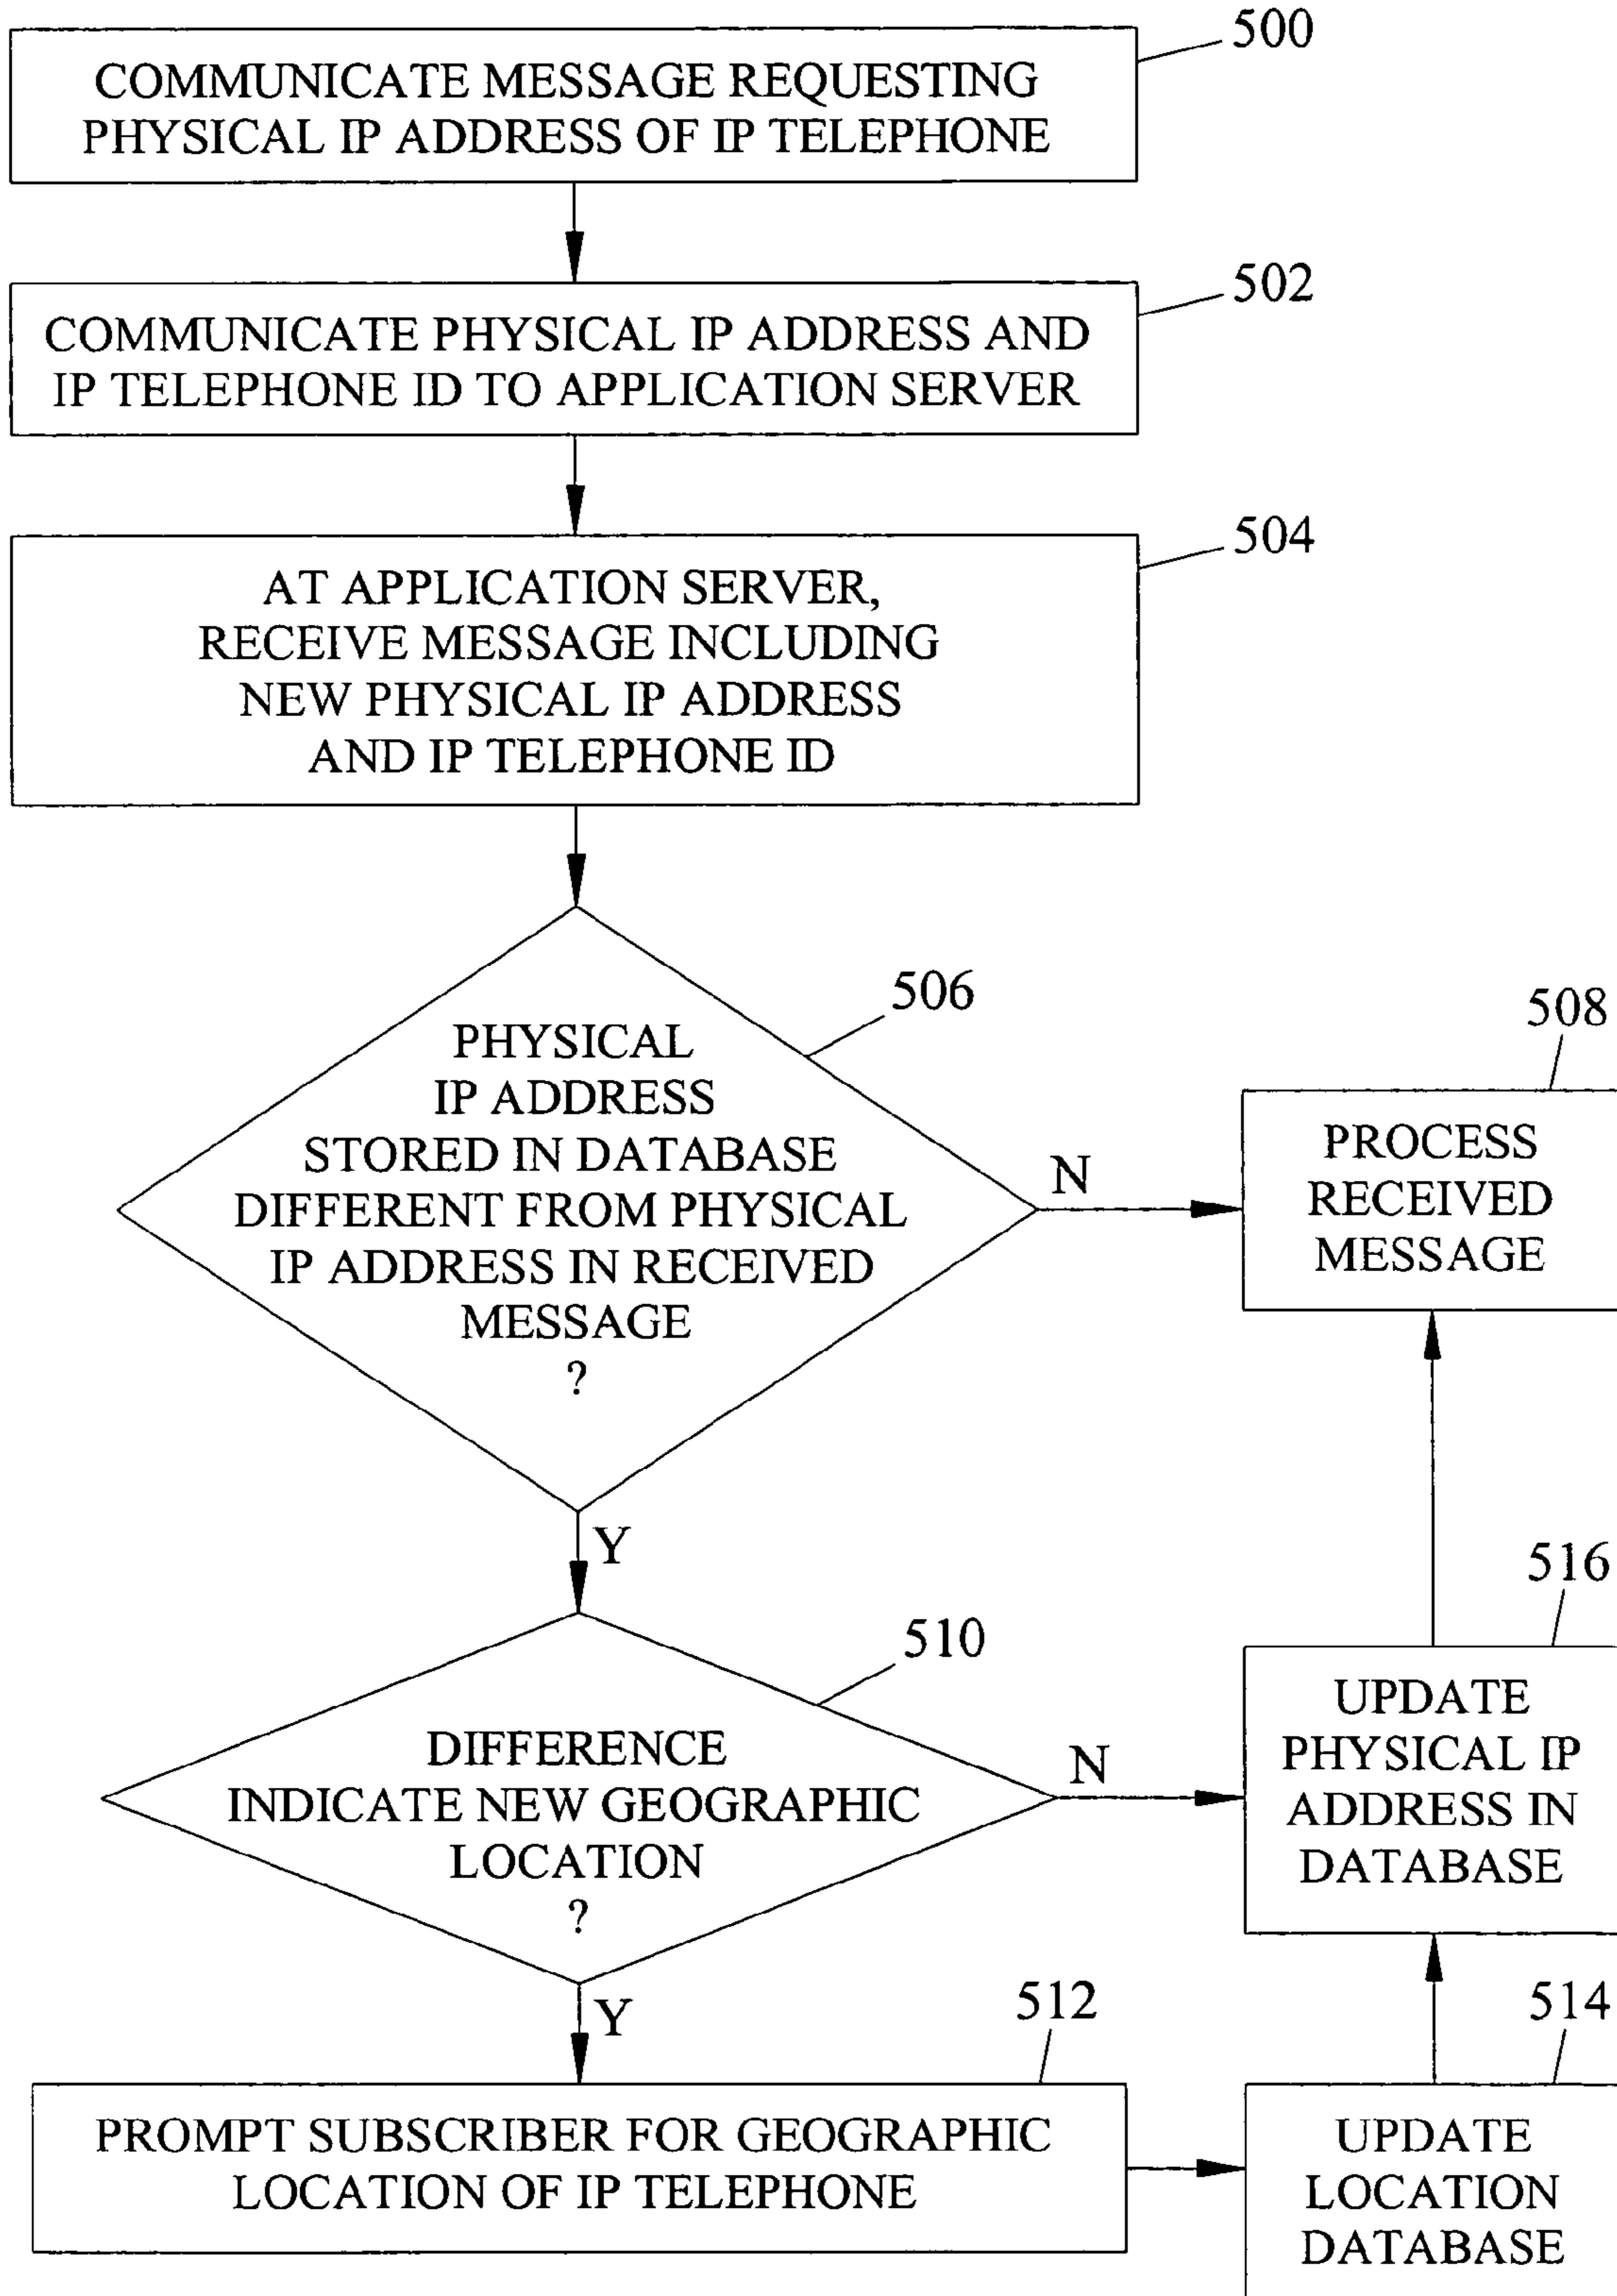 500
COMMUNICATE MESSAGE REQUESTING
PHYSICAL IP ADDRESS OF IP TELEPHONE
502
COMMUNICATE PHYSICAL IP ADDRESS AND
IP TELEPHONE ID TO APPLICATION SERVER
504
AT APPLICATION SERVER,
RECEIVE MESSAGE INCLUDING
NEW PHYSICAL IP ADDRESS
AND IP TELEPHONE ID
506
PHYSICAL
IP ADDRESS
STORED IN DATABASE
DIFFERENT FROM PHYSICAL
IP ADDRESS IN RECEIVED
MESSAGE
?
N
508
PROCESS
RECEIVED
MESSAGE
Y
510
DIFFERENCE
INDICATE NEW GEOGRAPHIC
LOCATION
?
N
516
UPDATE
PHYSICAL IP
ADDRESS IN
DATABASE
Y
512
PROMPT SUBSCRIBER FOR GEOGRAPHIC
LOCATION OF IP TELEPHONE
514
UPDATE
LOCATION
DATABASE